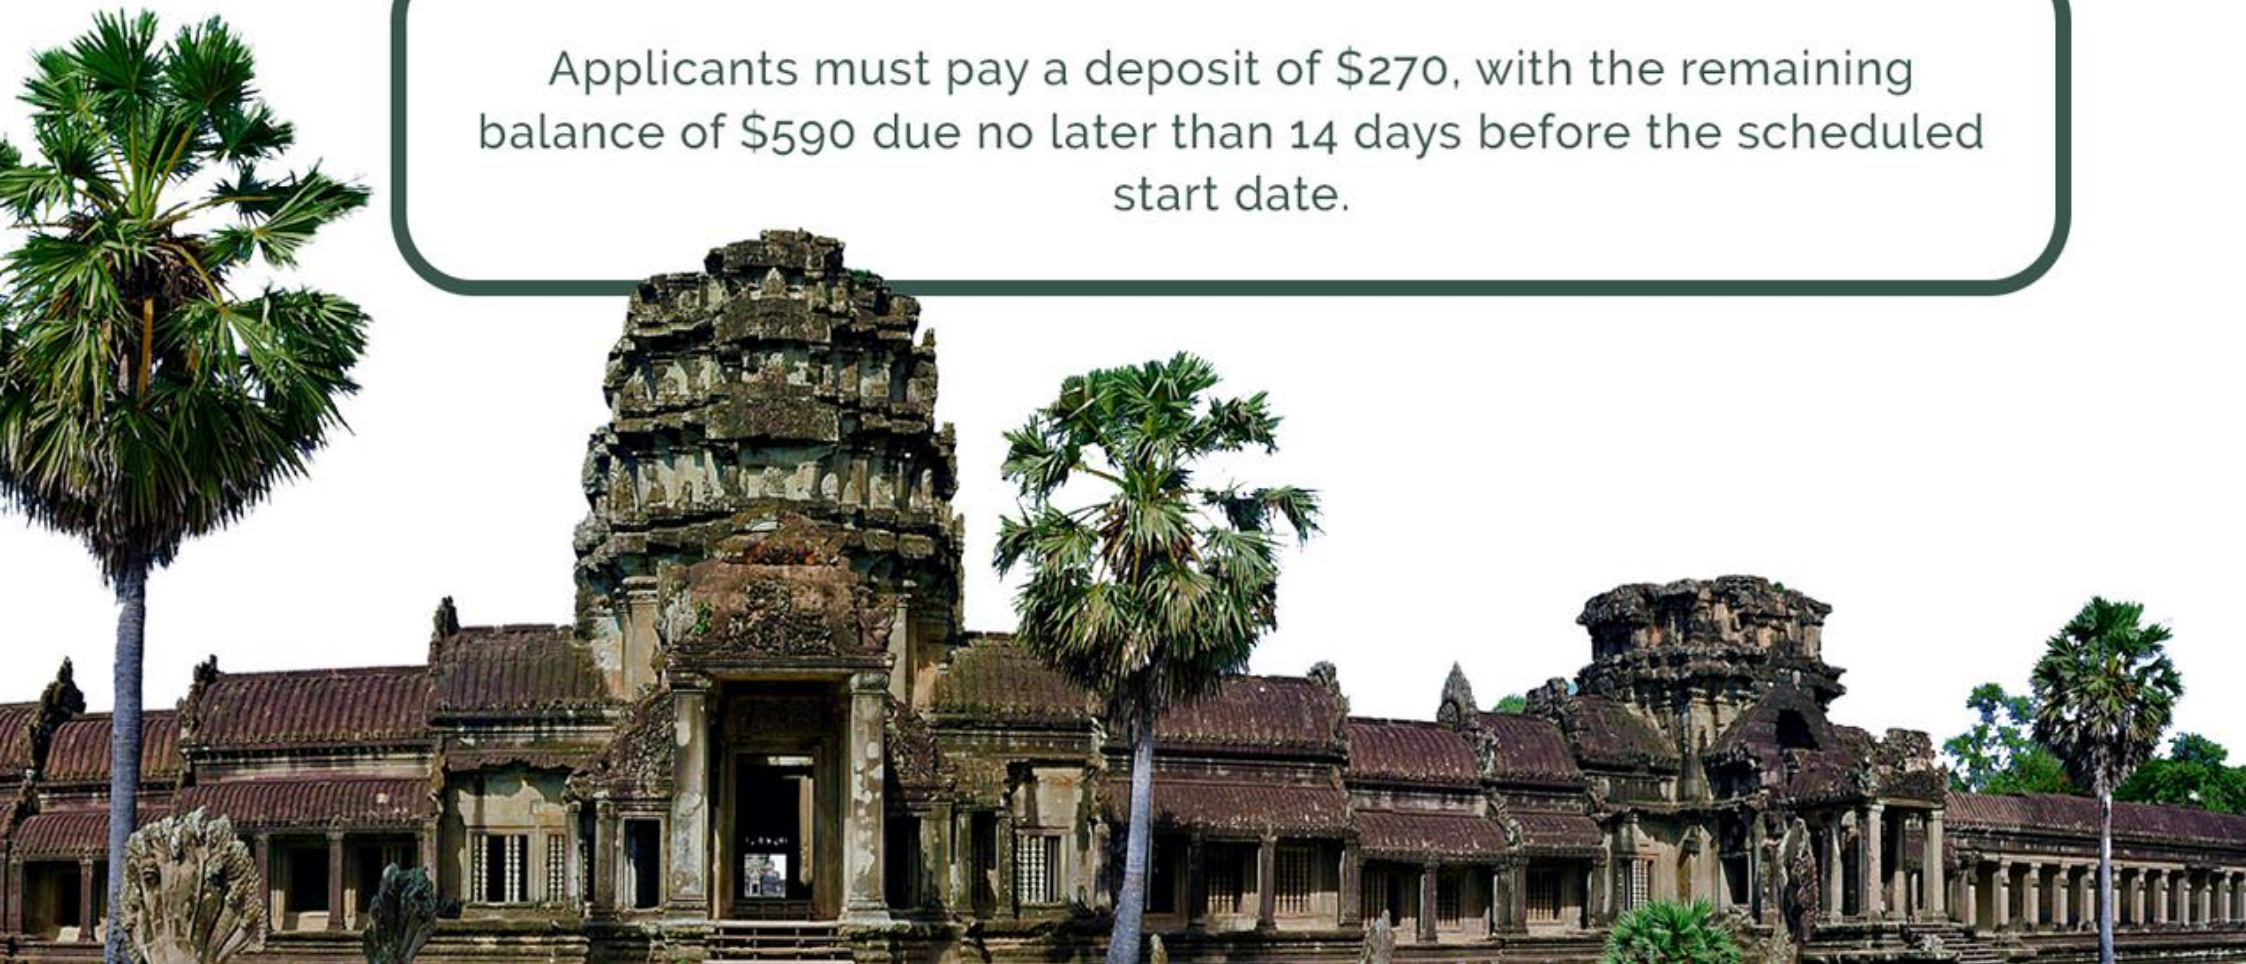 Applicants must pay a deposit of $270, with the remaining
balance of $590 due no later than 14 days before the scheduled
start date.